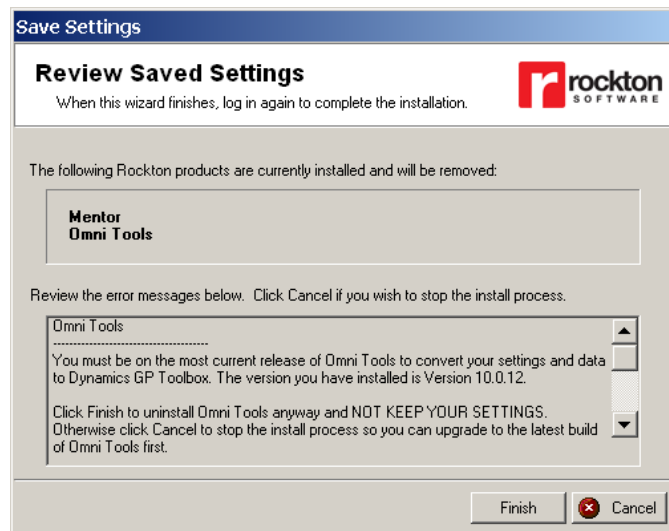 Save Settings
Review Saved Settings
When this wizard finishes, log in again to complete the installation.
rockton
SOFTWARE
The following Rockton products are currently installed and will be removed:
Mentor
Omni Tools
Review the error messages below.  Click Cancel if you wish to stop the install process.
Omni Tools
--------------------------------------
You must be on the most current release of Omni Tools to convert your settings and data
to Dynamics GP Toolbox. The version you have installed is Version 10.0.12.
Click Finish to uninstall Omni Tools anyway and NOT KEEP YOUR SETTINGS.
Otherwise click Cancel to stop the install process so you can upgrade to the latest build
of Omni Tools first.
Finish
Cancel